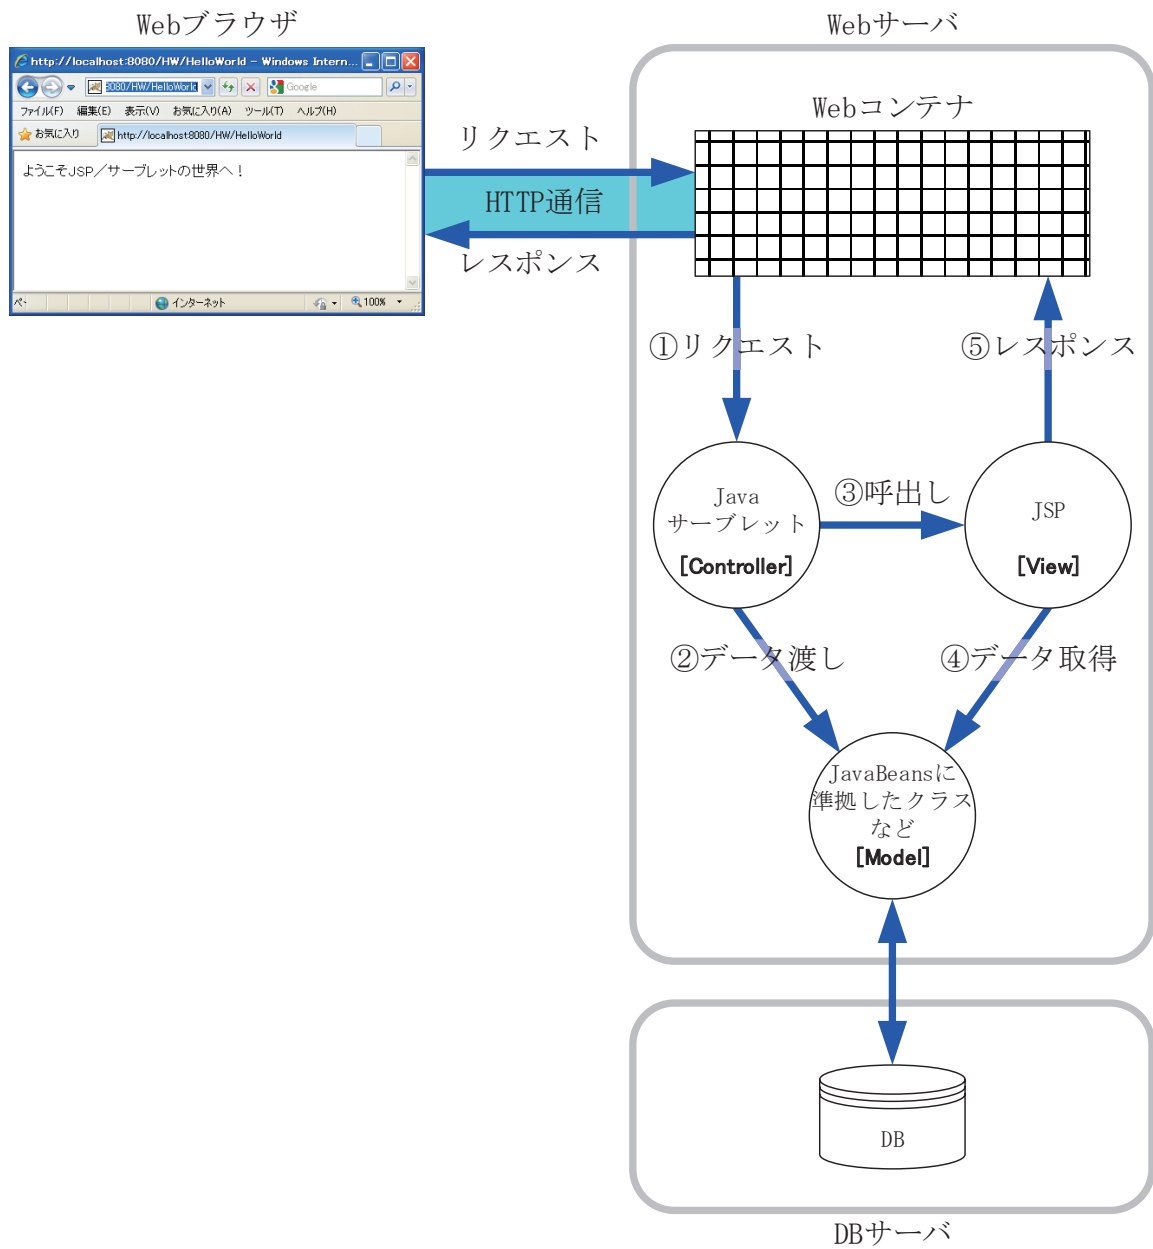 Webブラウザ
Webサーバ
http://localhost:8080/HW/HelloWorld - Windows Intern...
8080/HW/HelloWorld
Google
ファイル(F) 編集(E) 表示(V) お気に入り(A) ツール(T) ヘルプ(H)
お気に入り
http://localhost:8080/HW/HelloWorld
ようこそJSP／サーブレットの世界へ！
インターネット
100%
リクエスト
HTTP通信
レスポンス
Webコンテナ
①リクエスト
⑤レスポンス
Java
サーブレット
[Controller]
③呼出し
JSP
[View]
②データ渡し
④データ取得
JavaBeansに
準拠したクラス
など
[Model]
DB
DBサーバ